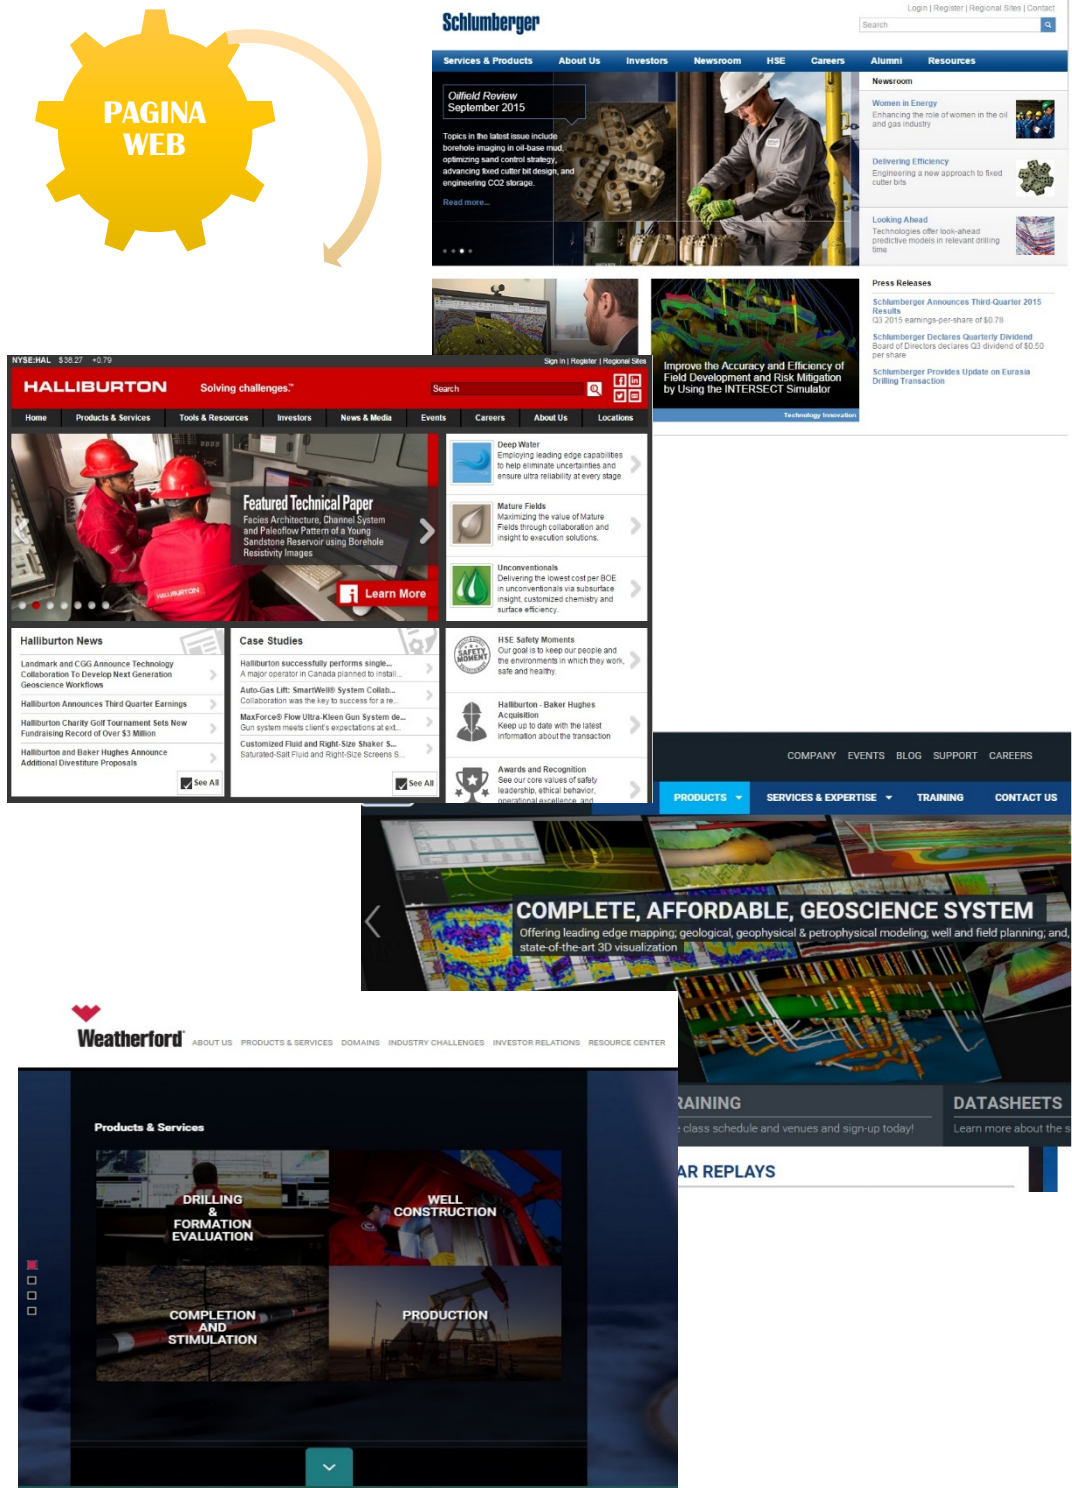 PAGINA
WEB
Schlumberger
Login | Register | Regional Sites | Contact
Search
Services & Products About Us Investors Newsroom HSE Careers Alumni Resources
Oilfield Review
September 2015
Topics in the latest issue include
borehole imaging in oil-base mud,
optimizing sand control strategy,
advancing fixed cutter bit design, and
engineering CO2 storage.
Read more...
Newsroom
Women in Energy
Enhancing the role of women in the oil
and gas industry
Delivering Efficiency
Engineering a new approach to fixed
cutter bits
Looking Ahead
Technologies offer look-ahead
predictive models in relevant drilling
time
Improve the Accuracy and Efficiency of
Field Development and Risk Mitigation
by Using the INTERSECT Simulator
Technology Innovation
Press Releases
Schlumberger Announces Third-Quarter 2015
Results
Q3 2015 earnings-per-share of $0.78
Schlumberger Declares Quarterly Dividend
Board of Directors declares Q3 dividend of $0.50
per share
Schlumberger Provides Update on Eurasia
Drilling Transaction
NYSE:HAL $38.27 +0.79
Sign In | Register | Regional Sites
HALLIBURTON Solving challenges.™
Search
Home Products & Services Tools & Resources Investors News & Media Events Careers About Us Locations
HALLIBURTON
Featured Technical Paper
Facies Architecture, Channel System
and Paleoflow Pattern of a Young
Sandstone Reservoir using Borehole
Resistivity Images
Learn More
Deep Water
Employing leading edge capabilities
to help eliminate uncertainties and
ensure ultra reliability at every stage
Mature Fields
Maximizing the value of Mature
Fields through collaboration and
insight to execution solutions.
Unconventionals
Delivering the lowest cost per BOE
in unconventionals via subsurface
insight, customized chemistry and
surface efficiency.
Halliburton News
Landmark and CGG Announce Technology
Collaboration To Develop Next Generation
Geoscience Workflows
Halliburton Announces Third Quarter Earnings
Halliburton Charity Golf Tournament Sets New
Fundraising Record of Over $3 Million
Halliburton and Baker Hughes Announce
Additional Divestiture Proposals
See All
Case Studies
Halliburton successfully performs single...
A major operator in Canada planned to install...
Auto-Gas Lift: SmartWell® System Collab...
Collaboration was the key to success for a re...
MaxForce® Flow Ultra-Kleen Gun System de...
Gun system meets client's expectations at ext...
Customized Fluid and Right-Size Shaker S...
Saturated-Salt Fluid and Right-Size Screens S...
See All
SAFETY
MOMENT
HSE Safety Moments
Our goal is to keep our people and
the environments in which they work,
safe and healthy.
Halliburton - Baker Hughes
Acquisition
Keep up to date with the latest
information about the transaction
Awards and Recognition
See our core values of safety
leadership, ethical behavior,
operational excellence, and
COMPANY EVENTS BLOG SUPPORT CAREERS
PRODUCTS SERVICES & EXPERTISE TRAINING CONTACT US
COMPLETE, AFFORDABLE, GEOSCIENCE SYSTEM
Offering leading edge mapping; geological, geophysical & petrophysical modeling; well and field planning; and,
state-of-the-art 3D visualization
RAINING
class schedule and venues and sign-up today!
DATASHEETS
Learn more about the s
AR REPLAYS
Weatherford
ABOUT US PRODUCTS & SERVICES DOMAINS INDUSTRY CHALLENGES INVESTOR RELATIONS RESOURCE CENTER
Products & Services
DRILLING
&
FORMATION
EVALUATION
WELL
CONSTRUCTION
COMPLETION
AND
STIMULATION
PRODUCTION